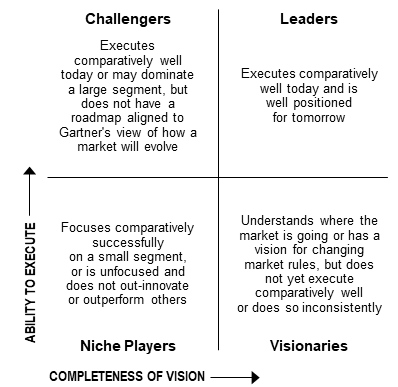 Challengers
Executes
comparatively well
today or may dominate
a large segment, but
does not have a
roadmap aligned to
Gartner's view of how a
market will evolve
Leaders
Executes comparatively
well today and is
well positioned
for tomorrow
ABILITY TO EXECUTE
Focuses comparatively
successfully
on a small segment,
or is unfocused and
does not out-innovate
or outperform others
Niche Players
Understands where the
market is going or has a
vision for changing
market rules, but does
not yet execute
comparatively well
or does so inconsistently
Visionaries
COMPLETENESS OF VISION